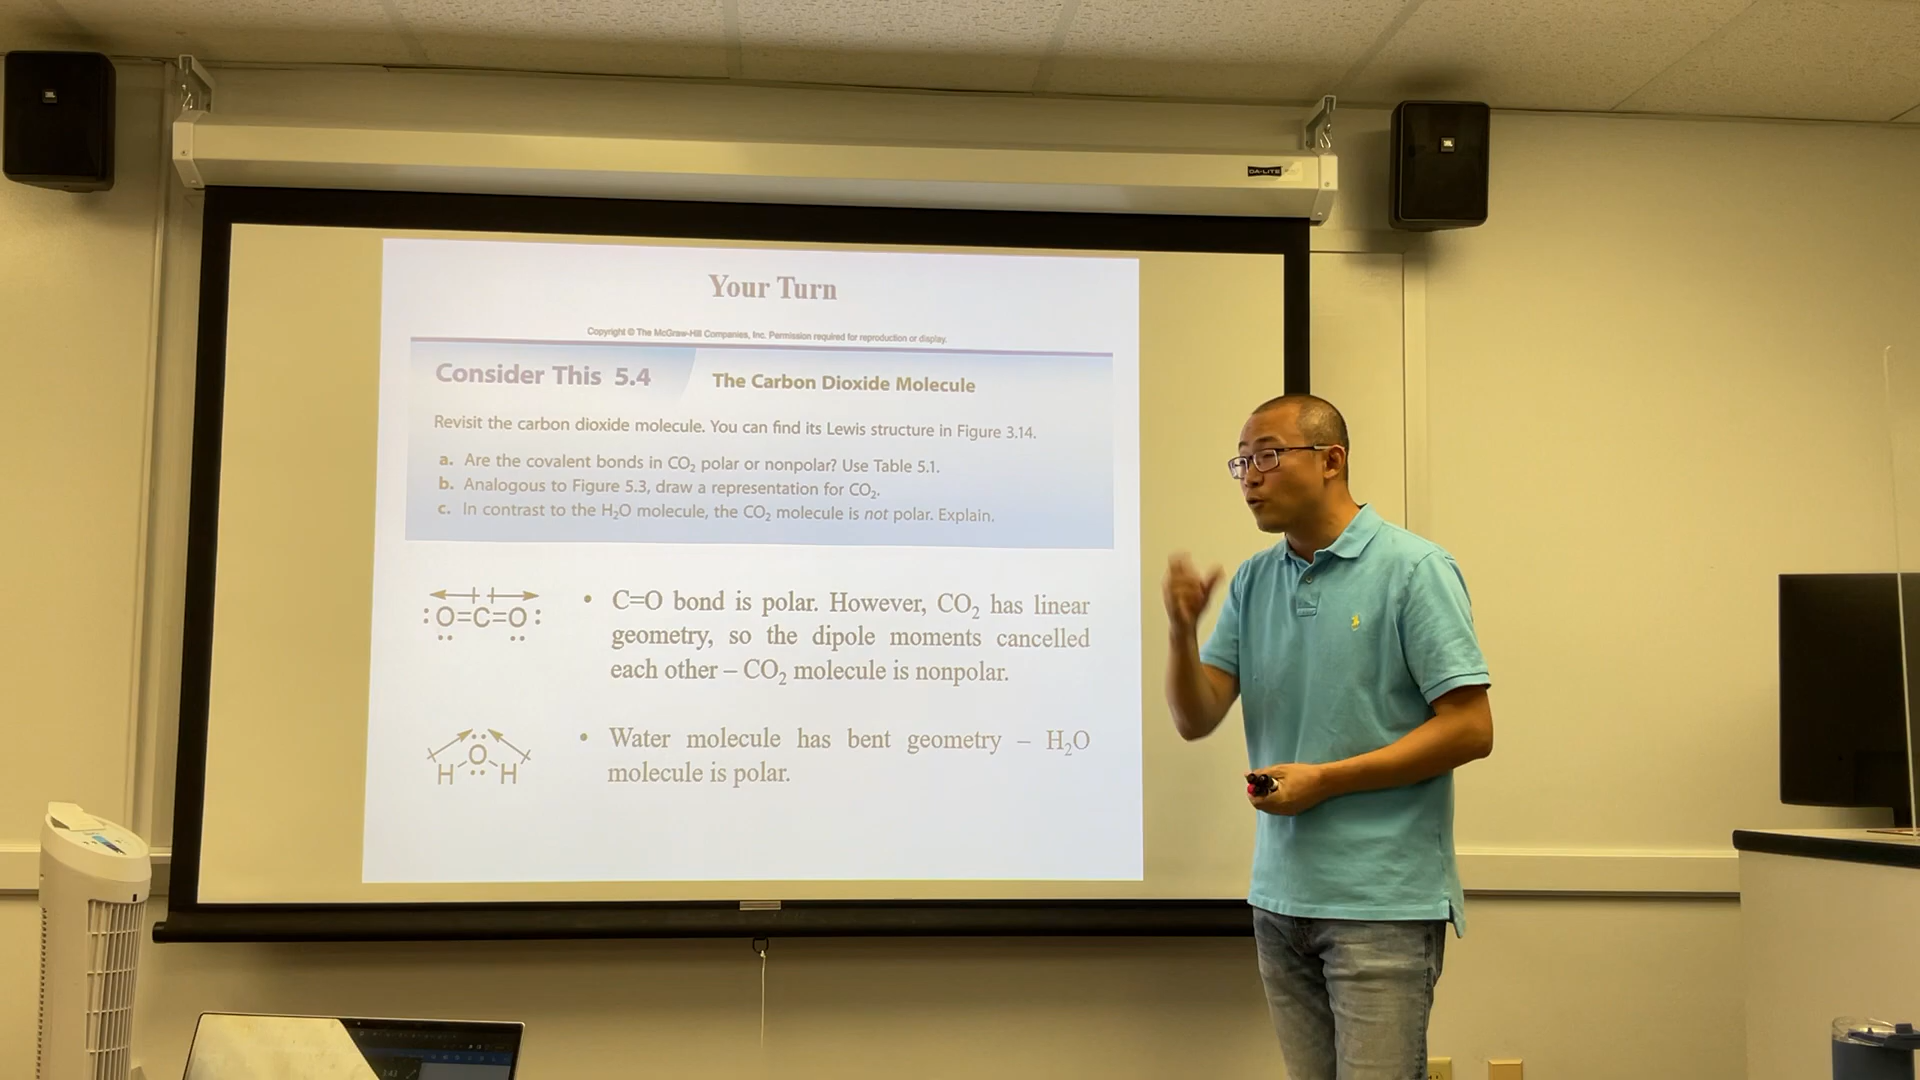 JBL
JBL
DA-LITE
Your Turn
Copyright © The McGraw-Hill Companies, Inc. Permission required for reproduction or display.
Consider This 5.4
The Carbon Dioxide Molecule
Revisit the carbon dioxide molecule. You can find its Lewis structure in Figure 3.14.
a. Are the covalent bonds in CO₂ polar or nonpolar? Use Table 5.1.
b. Analogous to Figure 5.3, draw a representation for CO₂.
c. In contrast to the H₂O molecule, the CO₂ molecule is not polar. Explain.
:O=C=O:
• C=O bond is polar. However, CO₂ has linear
geometry, so the dipole moments cancelled
each other – CO₂ molecule is nonpolar.
O
H H
• Water molecule has bent geometry – H₂O
molecule is polar.